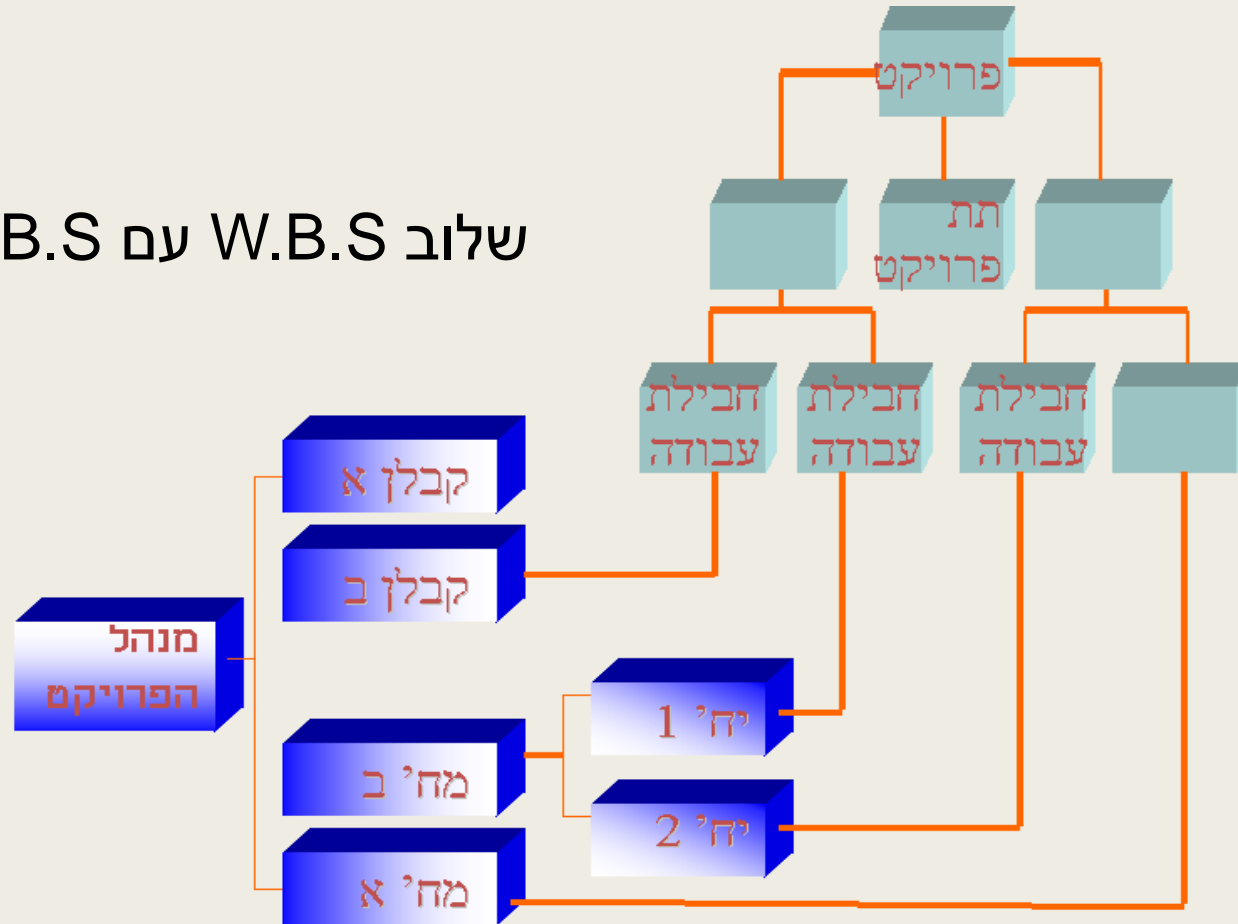 שלוב W.B.S עם B.S
פרויקט
תת
פרויקט
חבילת
עבודה
חבילת
עבודה
חבילת
עבודה
קבלן א
קבלן ב
מנהל
הפרויקט
יח' 1
מח' ב
יח' 2
מח' א